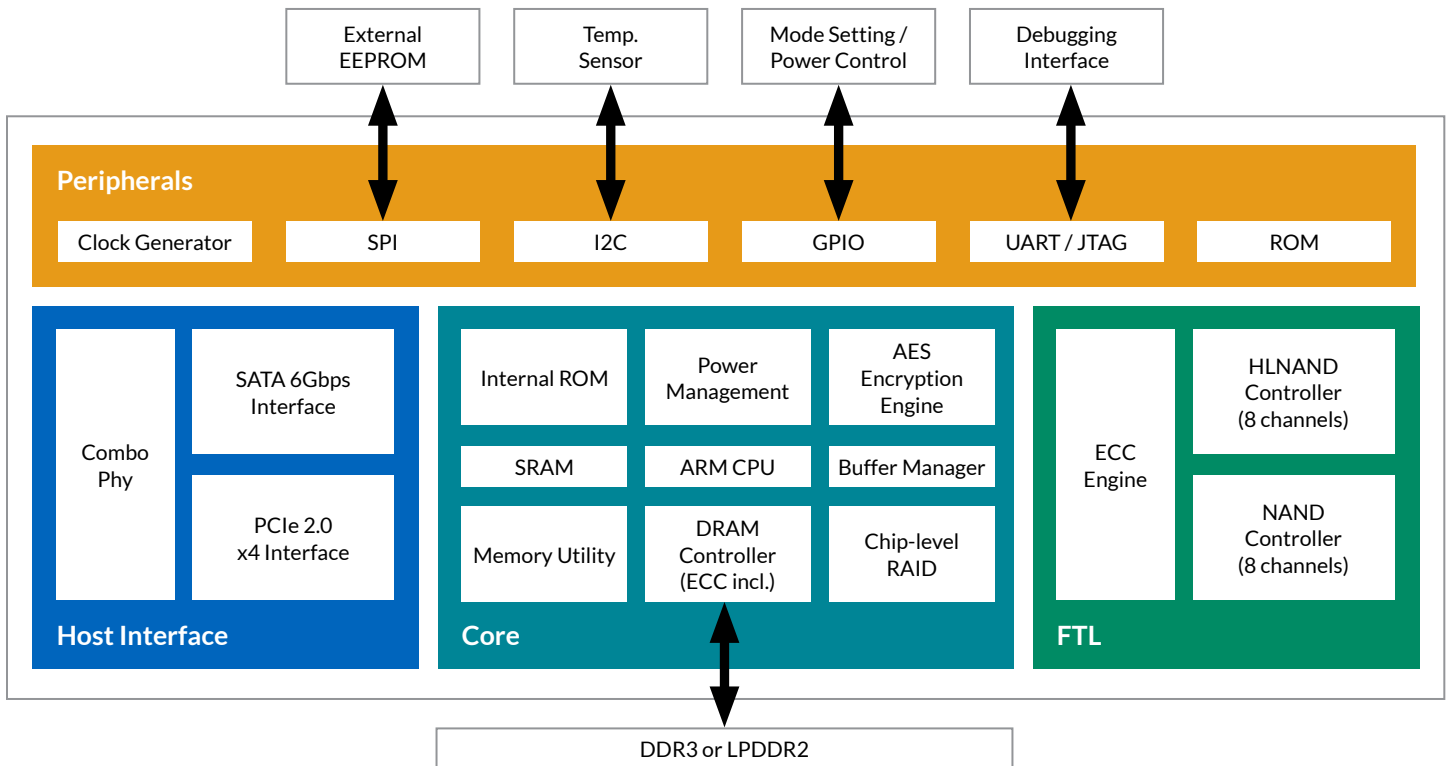 External
EEPROM
Temp.
Sensor
Mode Setting /
Power Control
Debugging
Interface
Peripherals
Clock Generator
SPI
I2C
GPIO
UART / JTAG
ROM
Combo
Phy
SATA 6Gbps
Interface
PCIe 2.0
x4 Interface
Host Interface
Internal ROM
Power
Management
AES
Encryption
Engine
SRAM
ARM CPU
Buffer Manager
Memory Utility
DRAM
Controller
(ECC incl.)
Chip-level
RAID
Core
ECC
Engine
HLNAND
Controller
(8 channels)
NAND
Controller
(8 channels)
FTL
DDR3 or LPDDR2